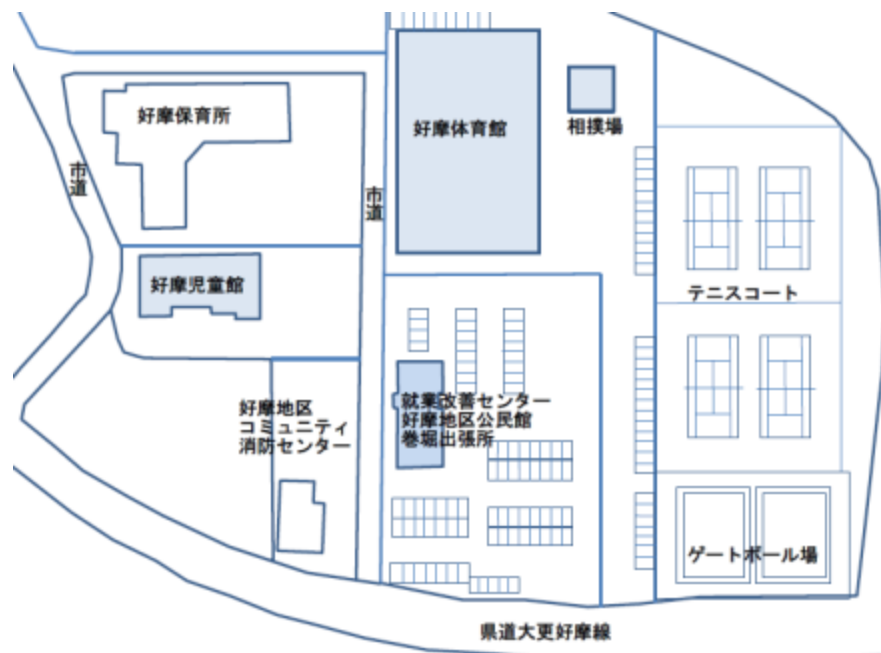 好摩保育所
好摩体育館
相撲場
市道
市道
好摩児童館
テニスコート
好摩地区
コミュニティ
消防センター
就業改善センター
好摩地区公民館
巻堀出張所
ゲートボール場
県道大更好摩線